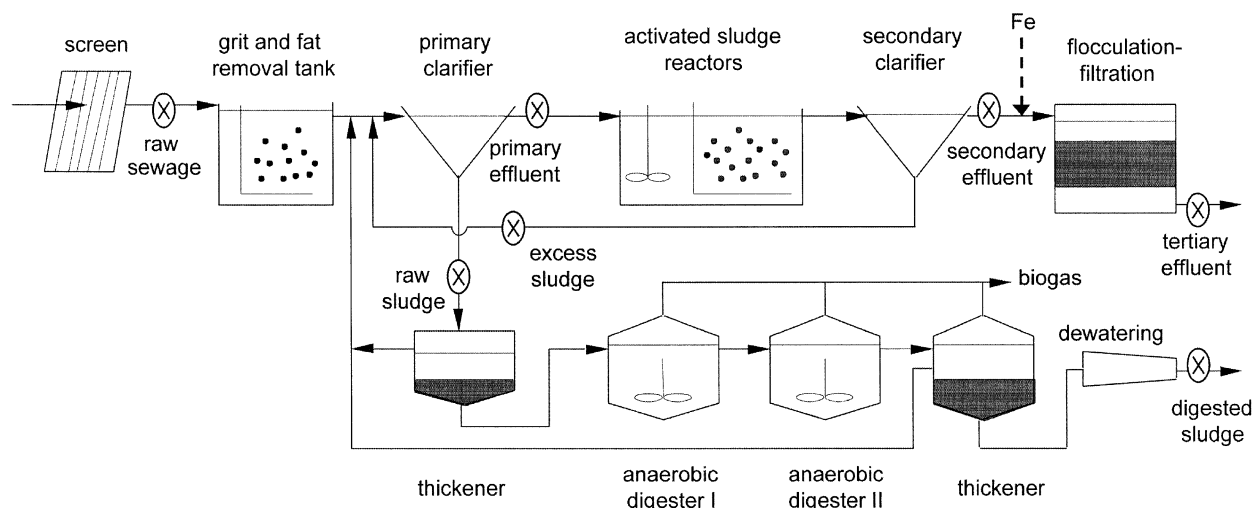 screen
grit and fat
removal tank
primary
clarifier
activated sludge
reactors
secondary
clarifier
Fe
flocculation-
filtration
X
raw
sewage
X
primary
effluent
X
secondary
effluent
X
tertiary
effluent
X
excess
sludge
X
raw
sludge
biogas
dewatering
X
digested
sludge
thickener
anaerobic
digester I
anaerobic
digester II
thickener